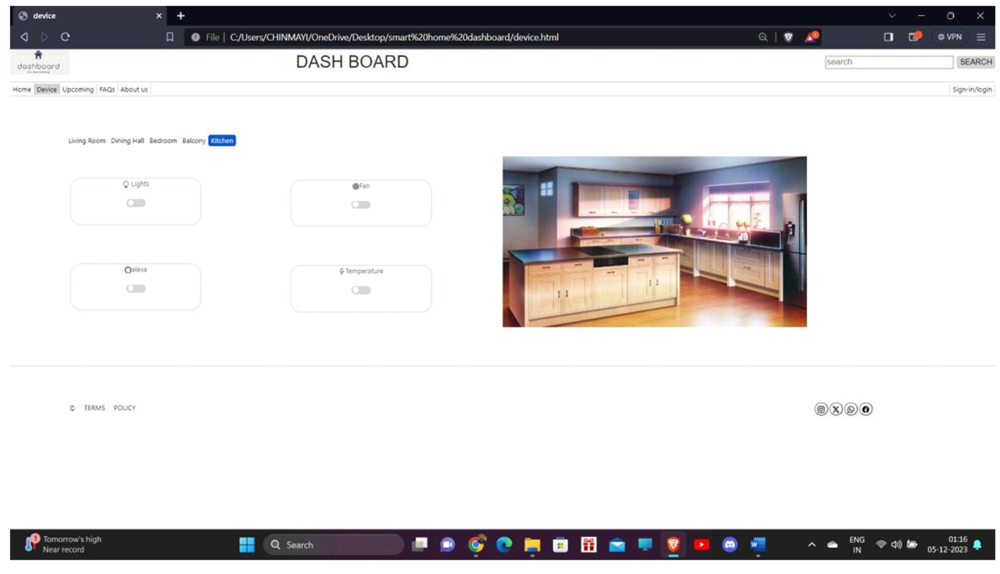 device
File | C:/Users/CHINMAYI/OneDrive/Desktop/smart%20home%20dashboard/device.html
VPN
dashboard
DASH BOARD
search
SEARCH
Home Device Upcoming FAQs About us
Sign-in/login
Living Room Dining Hall Bedroom Balcony Kitchen
Lights
Fan
alexa
Temperature
© TERMS POLICY
1
Tomorrow's high
Near record
Search
ENG
IN
01:16
05-12-2023